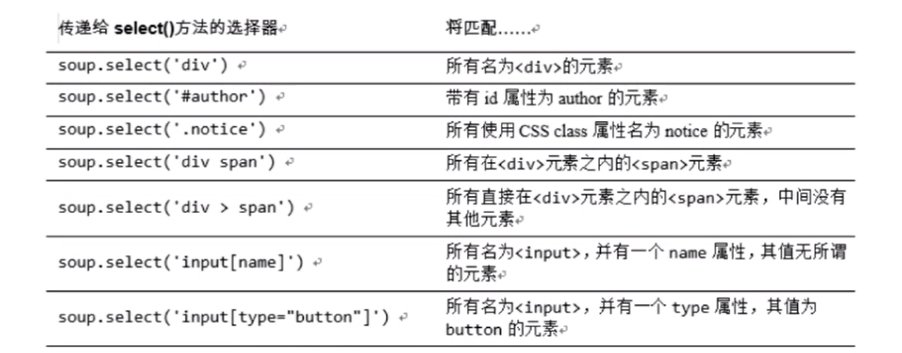 传递给 select()方法的选择器 将匹配……
soup.select('div') 所有名为<div>的元素
soup.select('#author') 带有 id 属性为 author 的元素
soup.select('.notice') 所有使用 CSS class 属性名为 notice 的元素
soup.select('div span') 所有在<div>元素之内的<span>元素
soup.select('div > span') 所有直接在<div>元素之内的<span>元素，中间没有
其他元素
soup.select('input[name]') 所有名为<input>，并有一个 name 属性，其值无所谓
的元素
soup.select('input[type="button"]') 所有名为<input>，并有一个 type 属性，其值为
button 的元素